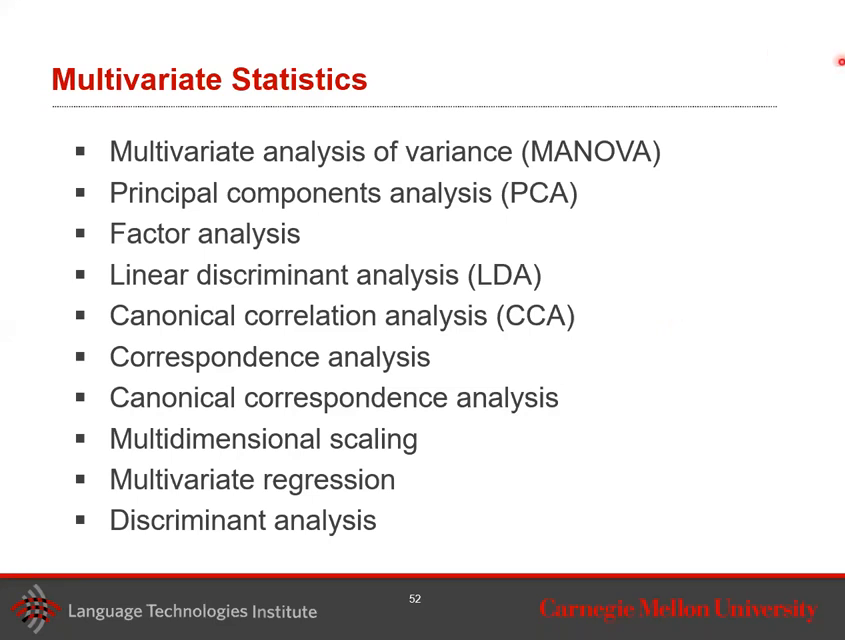 Multivariate Statistics
▪ Multivariate analysis of variance (MANOVA)
▪ Principal components analysis (PCA)
▪ Factor analysis
▪ Linear discriminant analysis (LDA)
▪ Canonical correlation analysis (CCA)
▪ Correspondence analysis
▪ Canonical correspondence analysis
▪ Multidimensional scaling
▪ Multivariate regression
▪ Discriminant analysis
52
Language Technologies Institute
Carnegie Mellon University